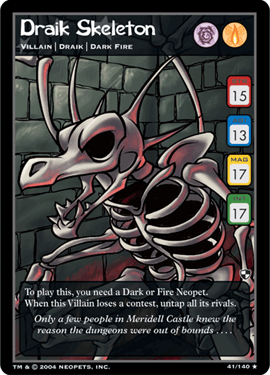 Draik Skeleton
VILLAIN | DRAIK | DARK FIRE
15
13
MAG
17
17
To play this, you need a Dark or Fire Neopet.
When this Villain loses a contest, untap all its rivals.
Only a few people in Meridell Castle knew the
reason the dungeons were out of bounds . . . .
TM & © 2004 NEOPETS, INC.
41/140 ★